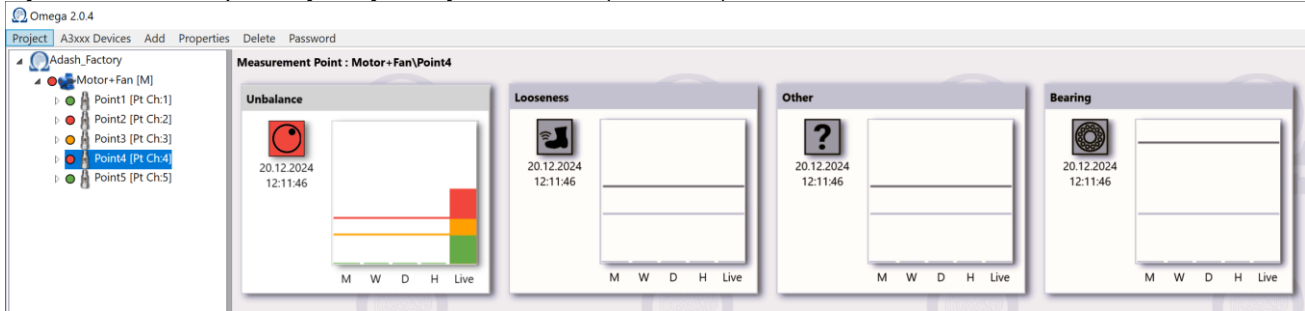 Omega 2.0.4
Project A3xxx Devices Add Properties Delete Password
Adash_Factory
Motor+Fan [M]
Point1 [Pt Ch:1]
Point2 [Pt Ch:2]
Point3 [Pt Ch:3]
Point4 [Pt Ch:4]
Point5 [Pt Ch:5]
Measurement Point : Motor+Fan\Point4
Unbalance
20.12.2024
12:11:46
M W D H Live
Looseness
20.12.2024
12:11:46
M W D H Live
Other
?
20.12.2024
12:11:46
M W D H Live
Bearing
20.12.2024
12:11:46
M W D H Live